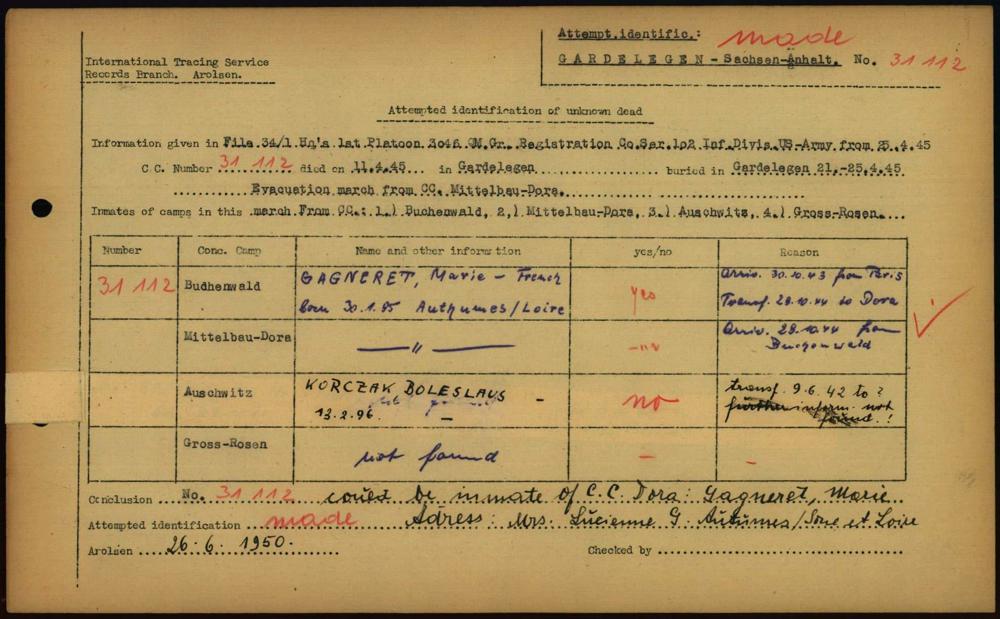 Attempt.identific.: made
International Tracing Service
Records Branch. Arolsen.
GARDELEGEN - Sachsen-Anhalt. No. 31 112
Attempted identification of unknown dead
Information given in File 34/1 Hq's 1st Platoon 3046 QM.Gr. Registration Co.Ser.102 Inf.Divis.US-Army from 25.4.45
C.C. Number 31 112 died on 11.4.45 in Gardelegen buried in Gardelegen 21.-25.4.45
Evacuation march from CC. Mittelbau-Dora.
Inmates of camps in this march From CC.: 1.) Buchenwald, 2.) Mittelbau-Dora, 3.) Auschwitz, 4.) Gross-Rosen.
Number Conc. Camp Name and other information yes/no Reason
31 112 Budhenwald GAGNERET, Marie - French yes Arriv. 30.10.43 from Paris
born 30.1.95 Authumes/Loire Transf. 28.10.44 to Dora
Mittelbau-Dora — " — — " — Arriv. 28.10.44 from
Buchenwald
Auschwitz KORCZAK BOLESLAUS - no transf. 9.6.42 to ?
13.2.96. - further inform. not
found.!
Gross-Rosen not found - -
Conclusion No. 31 112 could be inmate of C.C. Dora: Gagneret, Marie
Attempted identification made Adress: Mrs. Lucienne G. Autumes/Sone et Loire
Arolsen 26.6.1950. Checked by